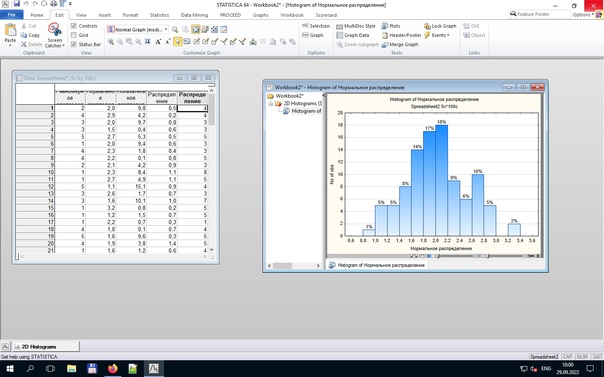 STATISTICA 64 - Workbook2* - [Histogram of Нормальное распределение]
File Home Edit View Insert Format Statistics Data Mining PROCEED Graphs Workbook Scorecard Feature Finder Options
Paste Cut Copy Delete Screen Catcher Controls Grid Status Bar Normal Graph [modi... Selection Graph MultiDoc Style Graph Data Zoom subgraph Plots Header/Footer Merge Graphs Lock Graph Events OLE Object
Clipboard/Data View Customize Graph Links Tools
Data: Spreadsheet2* (5v by 100c)
Распредел ение Распреде ление
1 2 2,0 9,8 0,5 4
2 4 2,9 4,2 0,2 4
3 2 2,0 9,7 0,8 3
4 3 1,5 0,4 0,6 3
5 5 2,7 5,3 0,5 5
6 1 2,0 9,4 0,6 3
7 4 2,3 1,8 0,4 3
8 4 2,2 0,1 0,8 5
9 2 2,1 4,2 0,9 3
10 1 2,3 8,4 1,1 8
11 1 2,7 4,9 1,1 5
12 5 1,1 15,1 0,9 4
13 3 2,6 1,7 0,7 3
14 3 1,6 10,1 1,0 7
15 1 3,2 0,8 0,2 5
16 1 1,2 1,5 0,7 5
17 1 2,2 0,7 0,3 1
18 4 1,8 0,1 0,7 4
19 5 1,6 9,6 0,3 5
20 4 1,9 3,8 1,4 5
21 1 1,6 1,2 0,6 4
Workbook2* - Histogram of Нормальное распределение
Workbook2*
2D Histograms (S
Histogram of
Histogram of Нормальное распределение
Spreadsheet2 5v*100c
No of obs
20
18
16
14
12
10
8
6
4
2
0
1% 5% 5% 8% 14% 17% 18% 9% 6% 10% 5% 2%
0,6 0,8 1,0 1,2 1,4 1,6 1,8 2,0 2,2 2,4 2,6 2,8 3,0 3,2 3,4 3,6
Нормальное распределение
Histogram of Нормальное распределение
2D Histograms
Get help using STATISTICA
Spreadsheet2 CAP NUM
ENG 10:00
29.09.2022